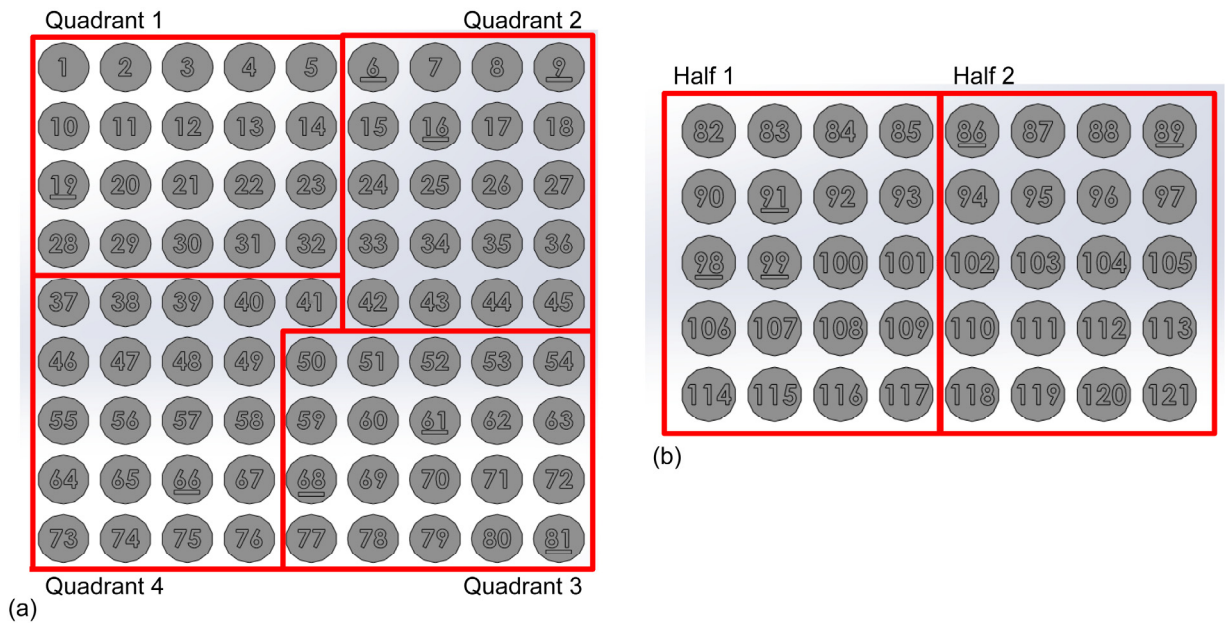 Quadrant 1 Quadrant 2
1 2 3 4 5 6 7 8 9
10 11 12 13 14 15 16 17 18
19 20 21 22 23 24 25 26 27
28 29 30 31 32 33 34 35 36
37 38 39 40 41 42 43 44 45
46 47 48 49 50 51 52 53 54
55 56 57 58 59 60 61 62 63
64 65 66 67 68 69 70 71 72
73 74 75 76 77 78 79 80 81
Quadrant 4 Quadrant 3
(a)
Half 1 Half 2
82 83 84 85 86 87 88 89
90 91 92 93 94 95 96 97
98 99 100 101 102 103 104 105
106 107 108 109 110 111 112 113
114 115 116 117 118 119 120 121
(b)